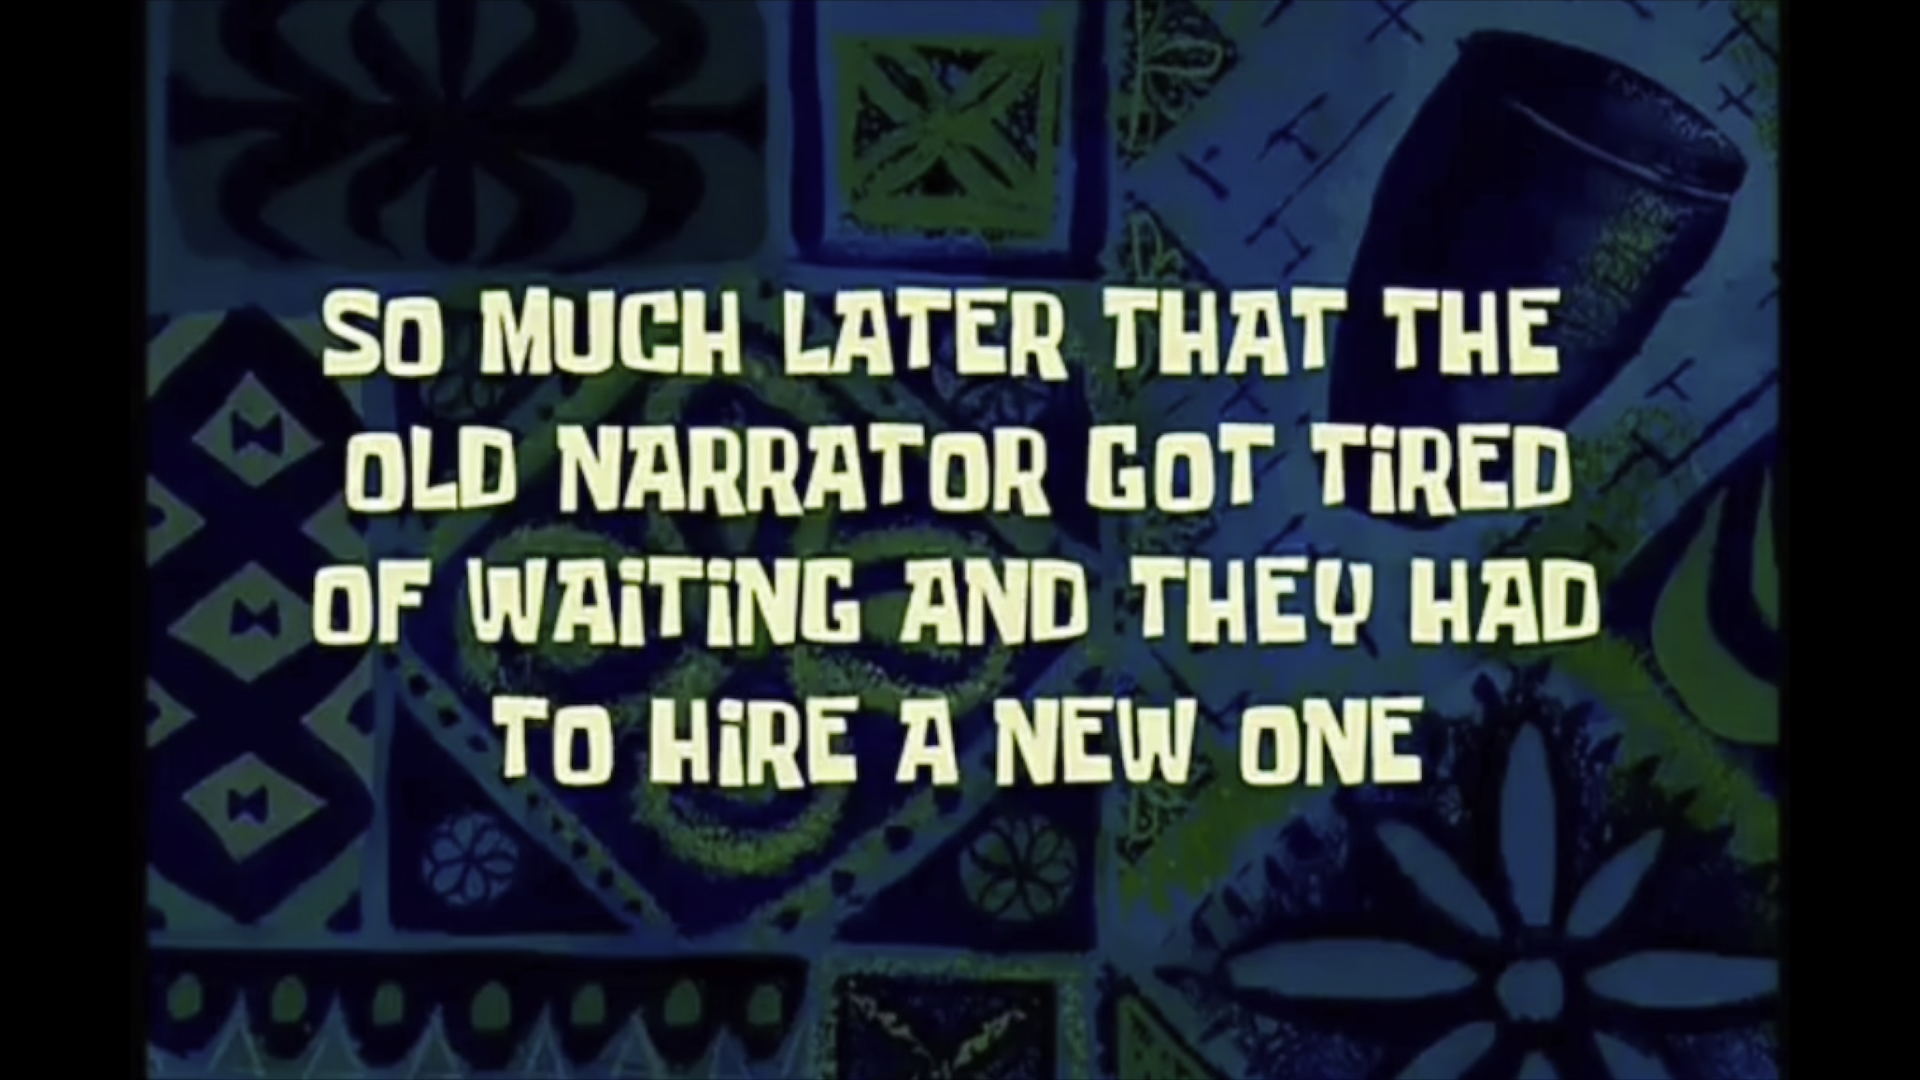 SO MUCH LATER THAT THE
OLD NARRATOR GOT TiRED
OF WAiTiNG AND THEY HAD
TO HiRE A NEW ONE